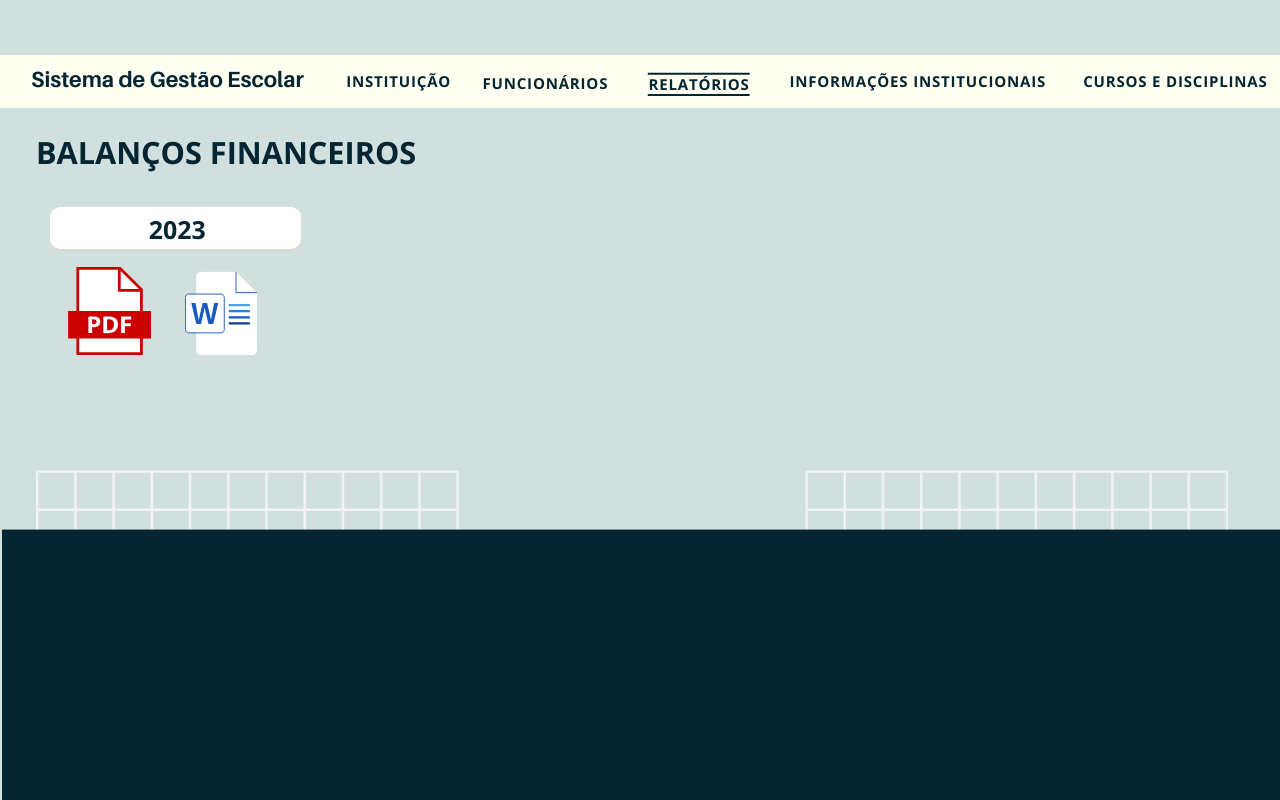 Sistema de Gestão Escolar INSTITUIÇÃO FUNCIONÁRIOS RELATÓRIOS INFORMAÇÕES INSTITUCIONAIS CURSOS E DISCIPLINAS
BALANÇOS FINANCEIROS
2023
PDF W